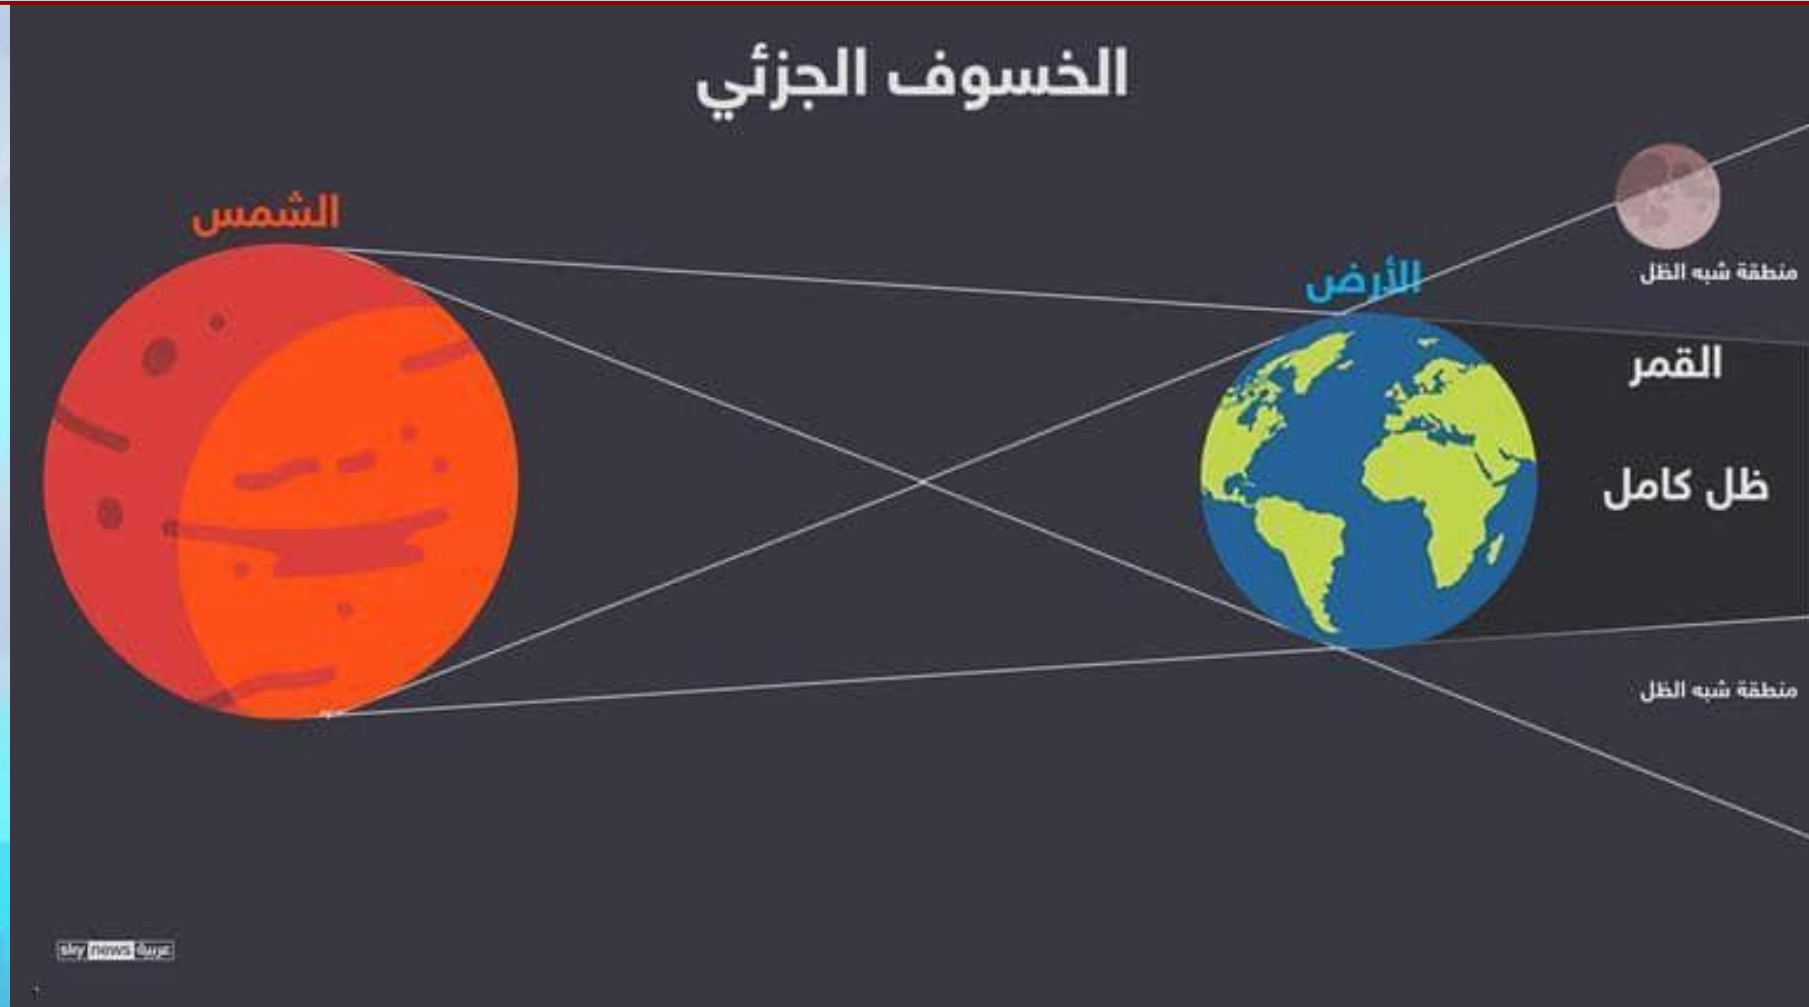 الخسوف الجزئي
الشمس
الأرض
منطقة شبه الظل
القمر
ظل كامل
منطقة شبه الظل
sky news عربية